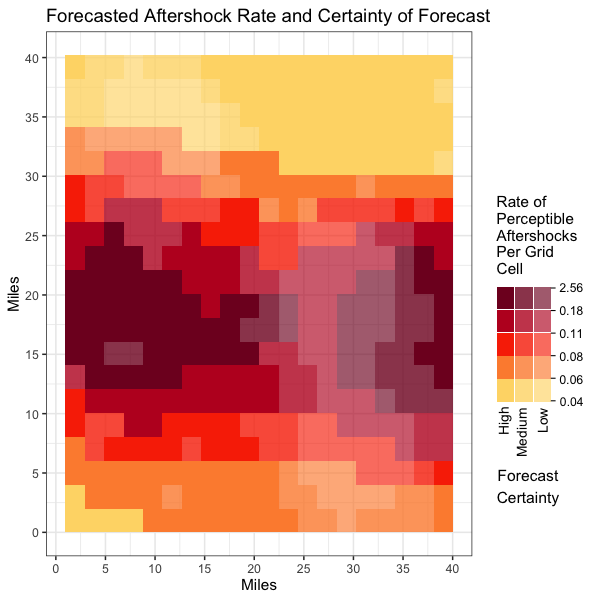 Forecasted Aftershock Rate and Certainty of Forecast
40
35
30
25
20
15
10
5
0
Miles
0 5 10 15 20 25 30 35 40
Miles
Rate of
Perceptible
Aftershocks
Per Grid
Cell
2.56
0.18
0.11
0.08
0.06
0.04
High
Medium
Low
Forecast
Certainty